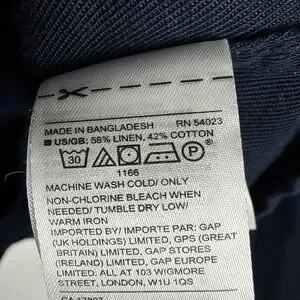 MADE IN BANGLADESH RN 54023
US/GB: 58% LINEN, 42% COTTON
30 P
1166
MACHINE WASH COLD/ ONLY
NON-CHLORINE BLEACH WHEN
NEEDED/ TUMBLE DRY LOW/
WARM IRON
IMPORTED BY/ IMPORTE PAR: GAP
(UK HOLDINGS) LIMITED, GPS (GREAT
BRITAIN) LIMITED, GAP STORES
LIMITED, GAP EUROPE
LIMITED: ALL AT 103 WIGMORE
STREET, LONDON, W1U 1QS
CA 17897